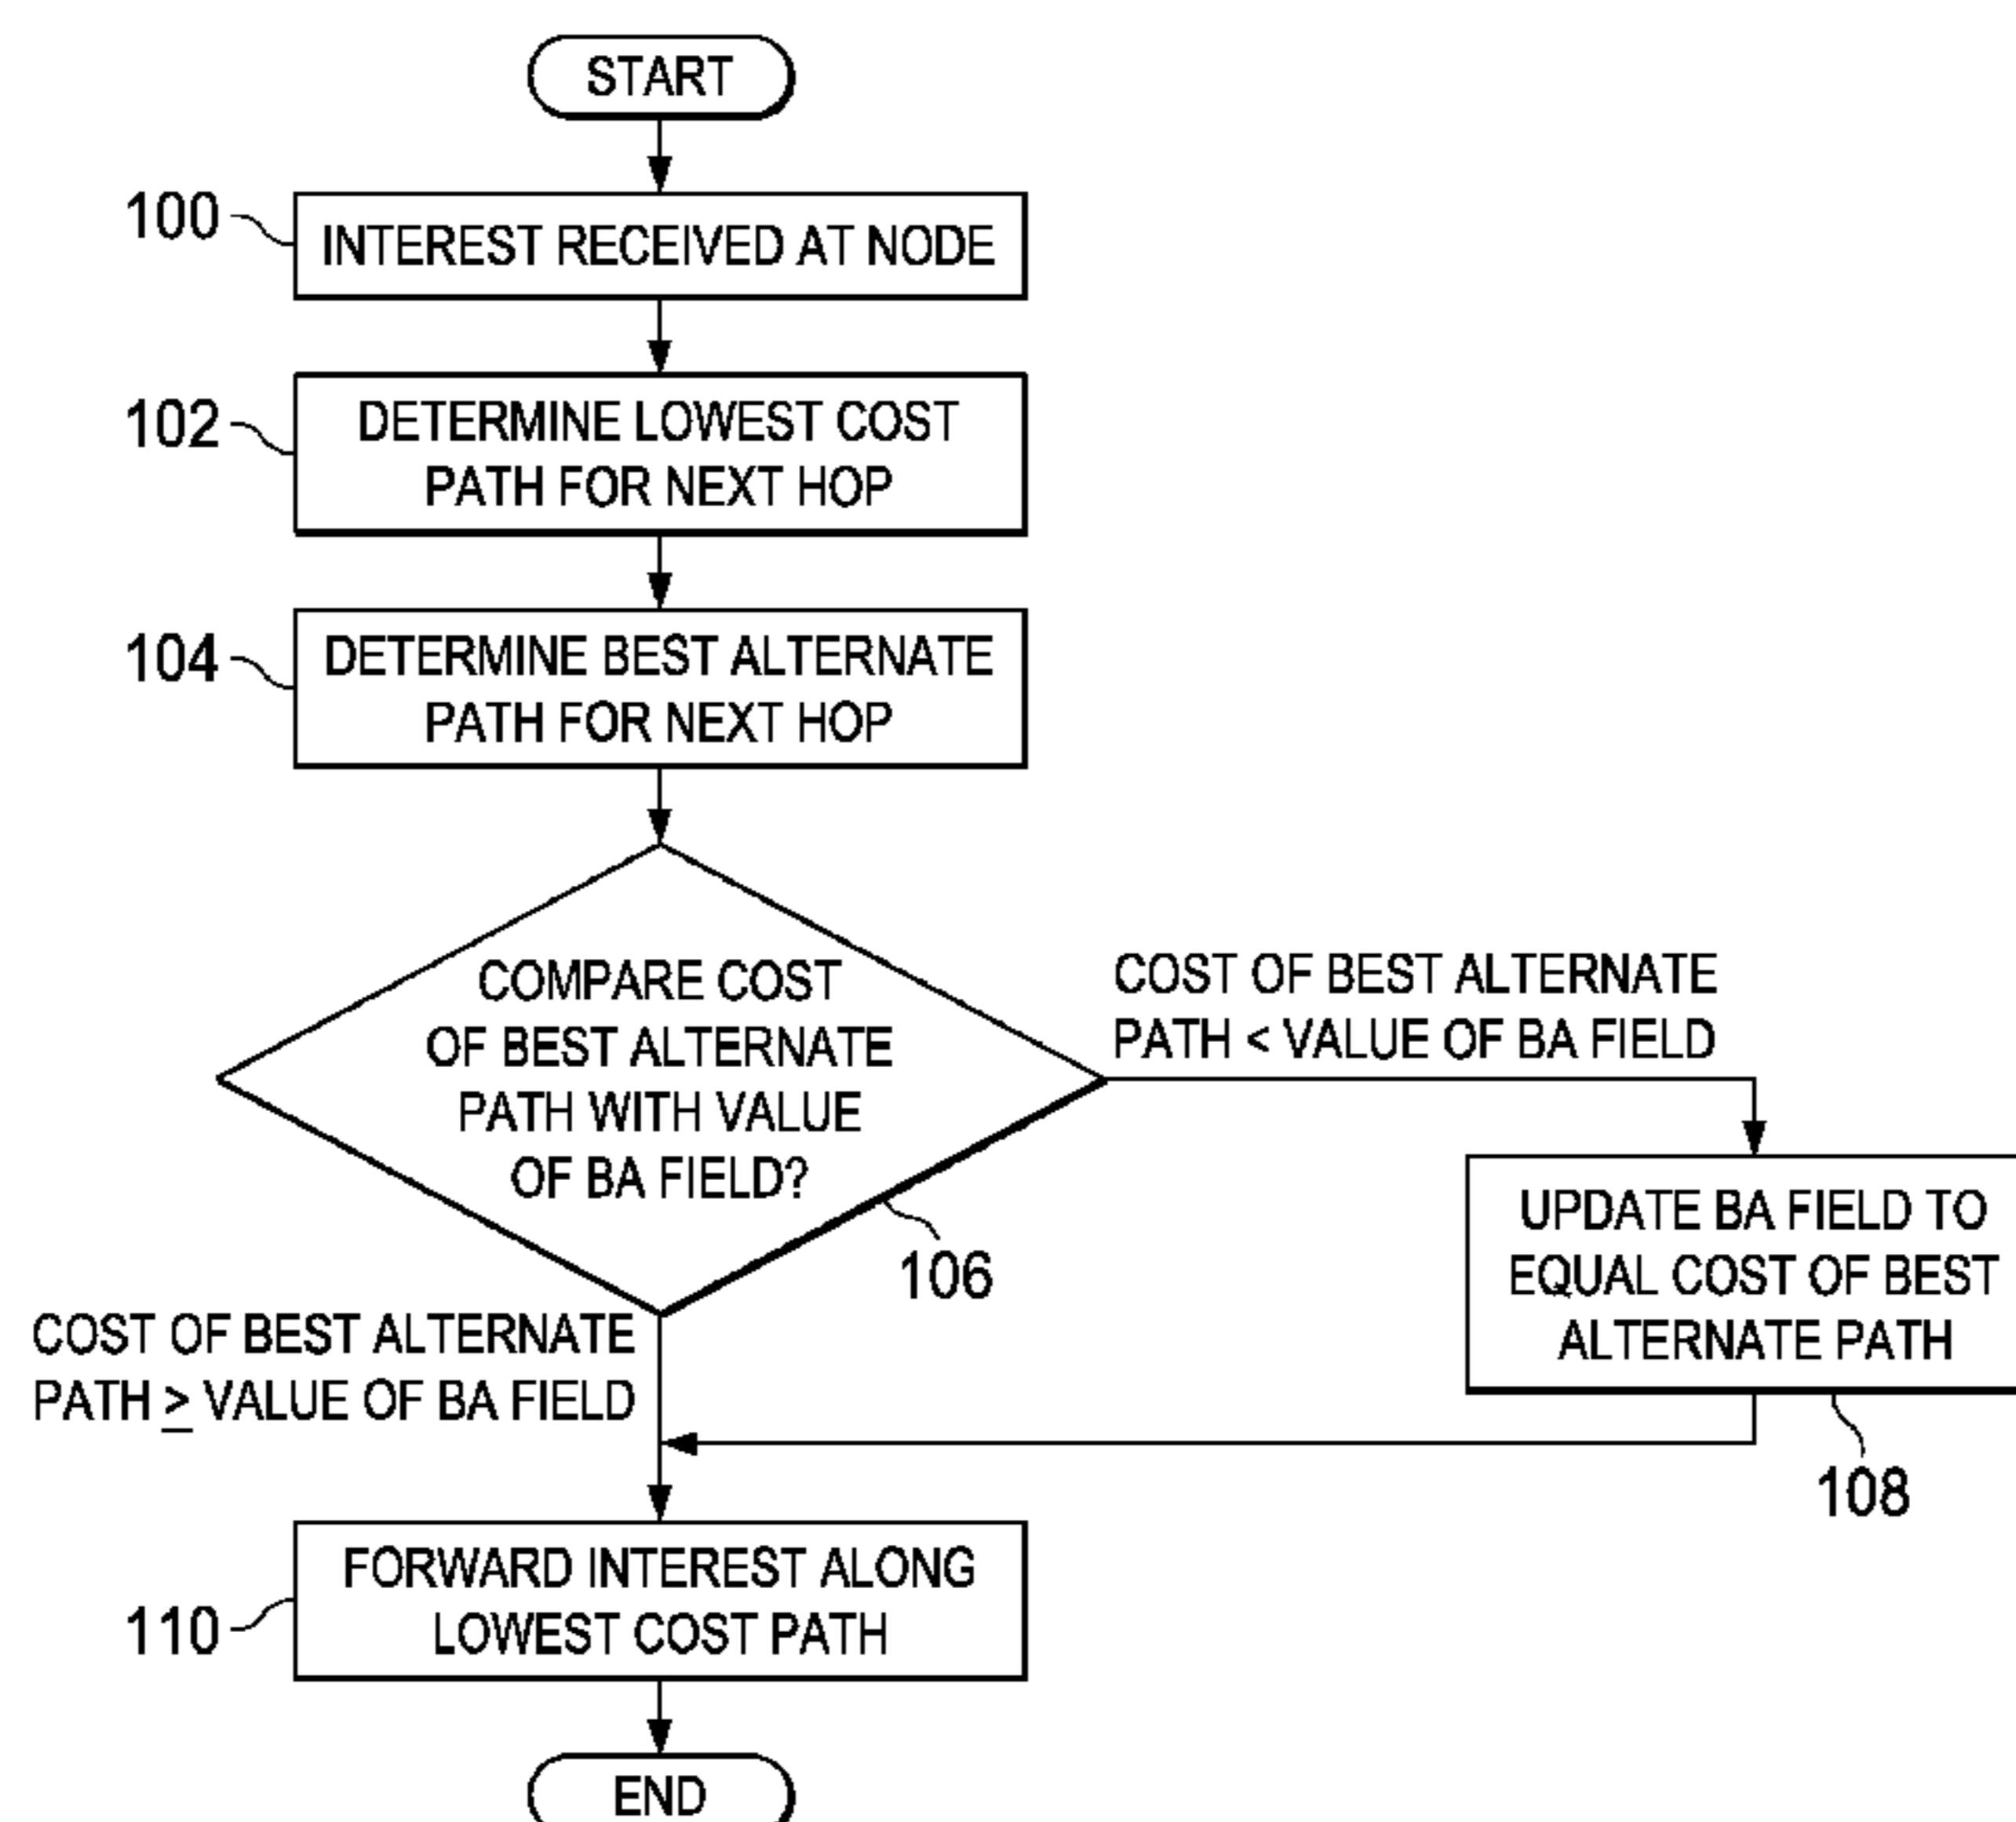 START
100
INTEREST RECEIVED AT NODE
102
DETERMINE LOWEST COST
PATH FOR NEXT HOP
104
DETERMINE BEST ALTERNATE
PATH FOR NEXT HOP
COMPARE COST
OF BEST ALTERNATE
PATH WITH VALUE
OF BA FIELD?
106
COST OF BEST ALTERNATE
PATH < VALUE OF BA FIELD
UPDATE BA FIELD TO
EQUAL COST OF BEST
ALTERNATE PATH
108
COST OF BEST ALTERNATE
PATH ≥ VALUE OF BA FIELD
110
FORWARD INTEREST ALONG
LOWEST COST PATH
END